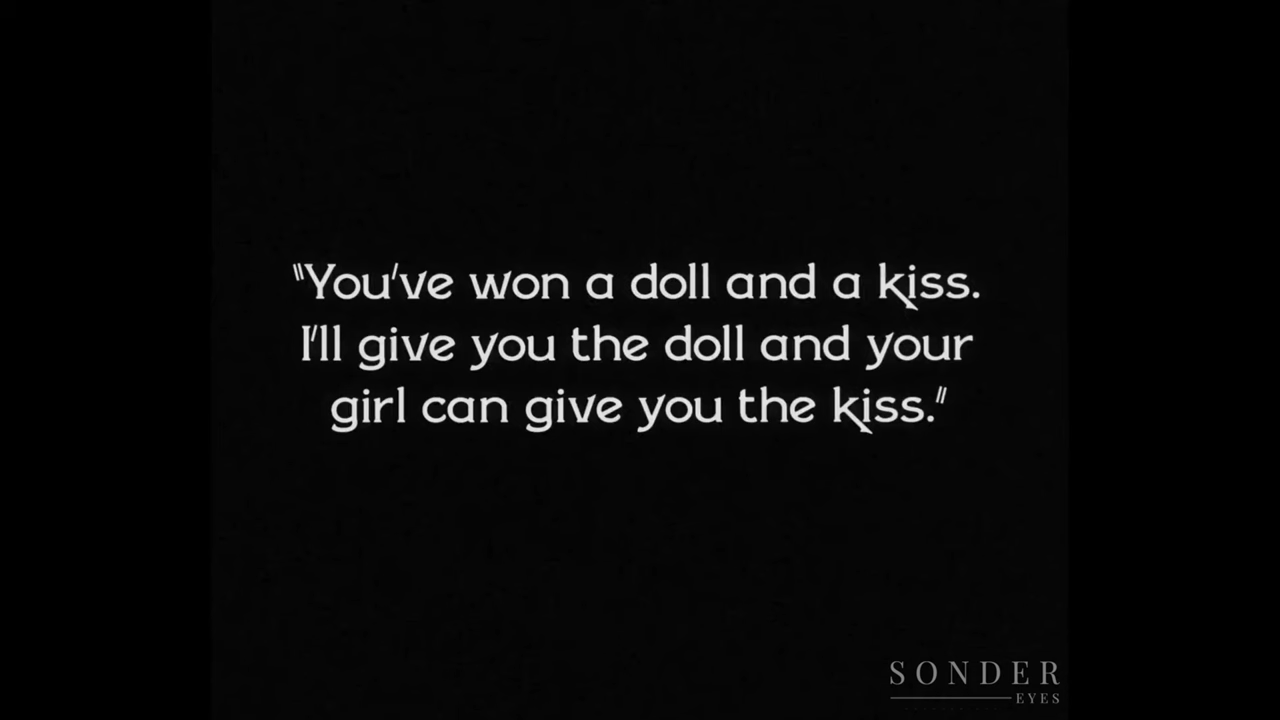 "You've won a doll and a kiss.
I'll give you the doll and your
girl can give you the kiss."
SONDER
EYES